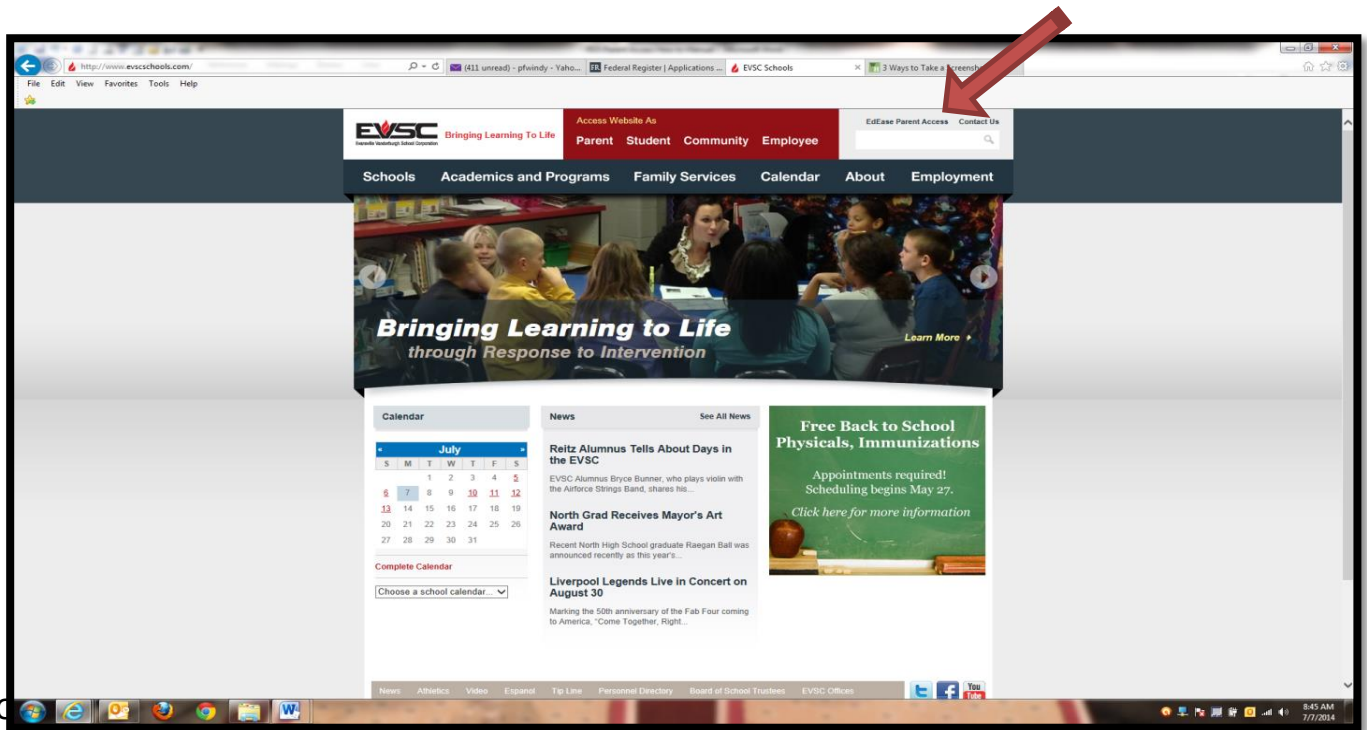 http://www.evscschools.com/
(411 unread) - pfwindy - Yaho...
FR Federal Register | Applications ...
EVSC Schools
3 Ways to Take a Screensh
File Edit View Favorites Tools Help
EVSC
Evansville Vanderburgh School Corporation
Bringing Learning To Life
Access Website As
Parent Student Community Employee
EdEase Parent Access Contact Us
Schools Academics and Programs Family Services Calendar About Employment
Bringing Learning to Life
through Response to Intervention
Learn More
Calendar
« July »
S M T W T F S
1 2 3 4 5
6 7 8 9 10 11 12
13 14 15 16 17 18 19
20 21 22 23 24 25 26
27 28 29 30 31
Complete Calendar
Choose a school calendar...
News See All News
Reitz Alumnus Tells About Days in
the EVSC
EVSC Alumnus Bryce Bunner, who plays violin with
the Airforce Strings Band, shares his...
North Grad Receives Mayor's Art
Award
Recent North High School graduate Raegan Ball was
announced recently as this year's...
Liverpool Legends Live in Concert on
August 30
Marking the 50th anniversary of the Fab Four coming
to America, "Come Together, Right...
Free Back to School
Physicals, Immunizations
Appointments required!
Scheduling begins May 27.
Click here for more information
News Athletics Video Espanol Tip Line Personnel Directory Board of School Trustees EVSC Offices
You
Tube
8:45 AM
7/7/2014